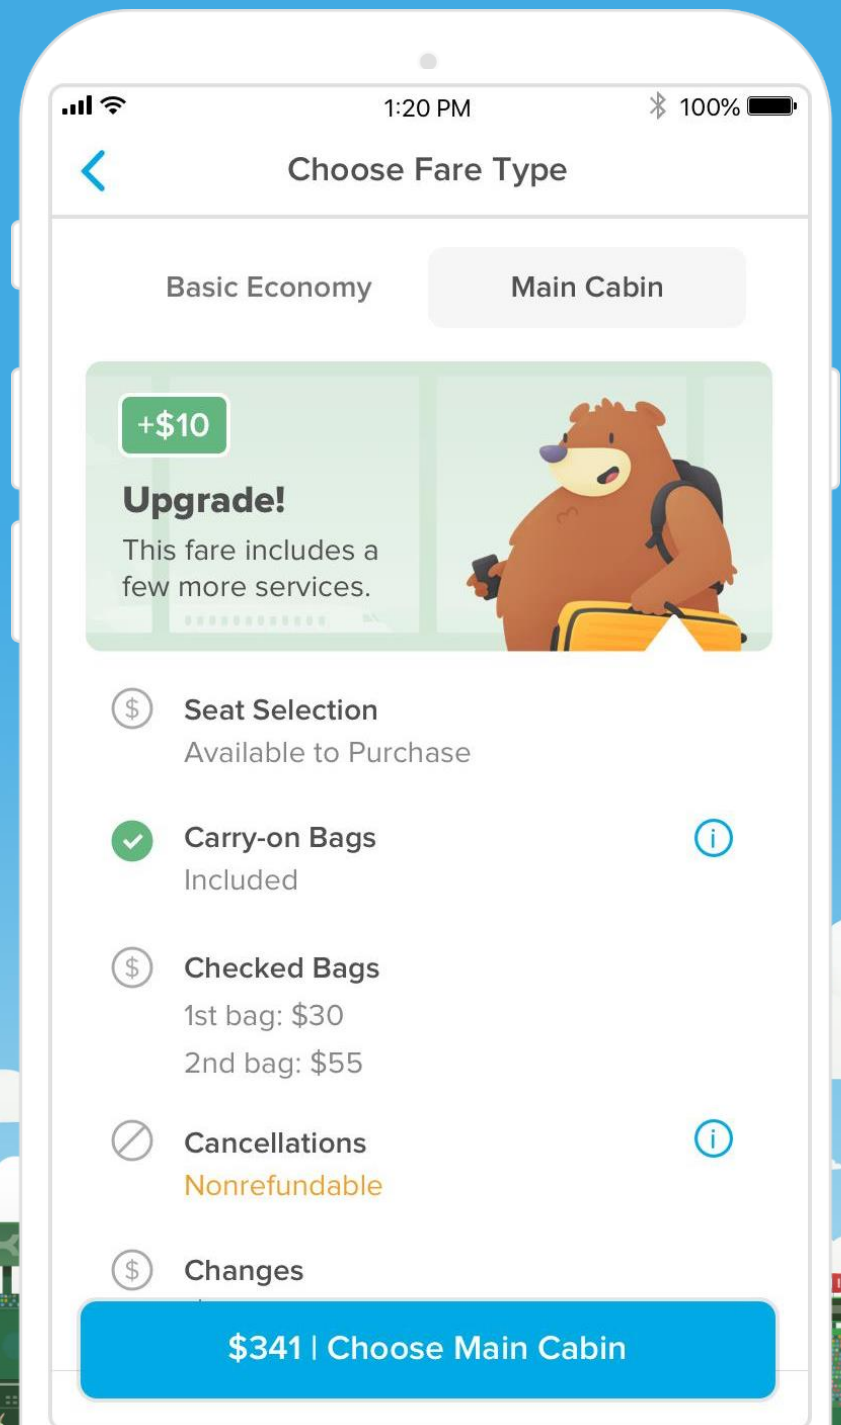 1:20 PM
100%
Choose Fare Type
Basic Economy
Main Cabin
+$10
Upgrade!
This fare includes a
few more services.
$
Seat Selection
Available to Purchase
Carry-on Bags
i
Included
$
Checked Bags
1st bag: $30
2nd bag: $55
Cancellations
i
Nonrefundable
$
Changes
$341 | Choose Main Cabin